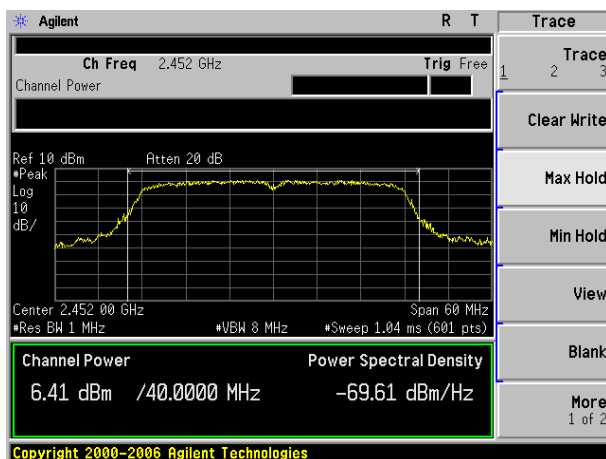 Agilent R T Trace
Ch Freq 2.452 GHz Trig Free
Channel Power
Trace
1 2 3
Clear Write
Max Hold
Min Hold
View
Blank
More
1 of 2
Ref 10 dBm Atten 20 dB
#Peak
Log
10
dB/
Center 2.452 00 GHz Span 60 MHz
#Res BW 1 MHz #VBW 8 MHz #Sweep 1.04 ms (601 pts)
Channel Power Power Spectral Density
6.41 dBm /40.0000 MHz -69.61 dBm/Hz
Copyright 2000-2006 Agilent Technologies